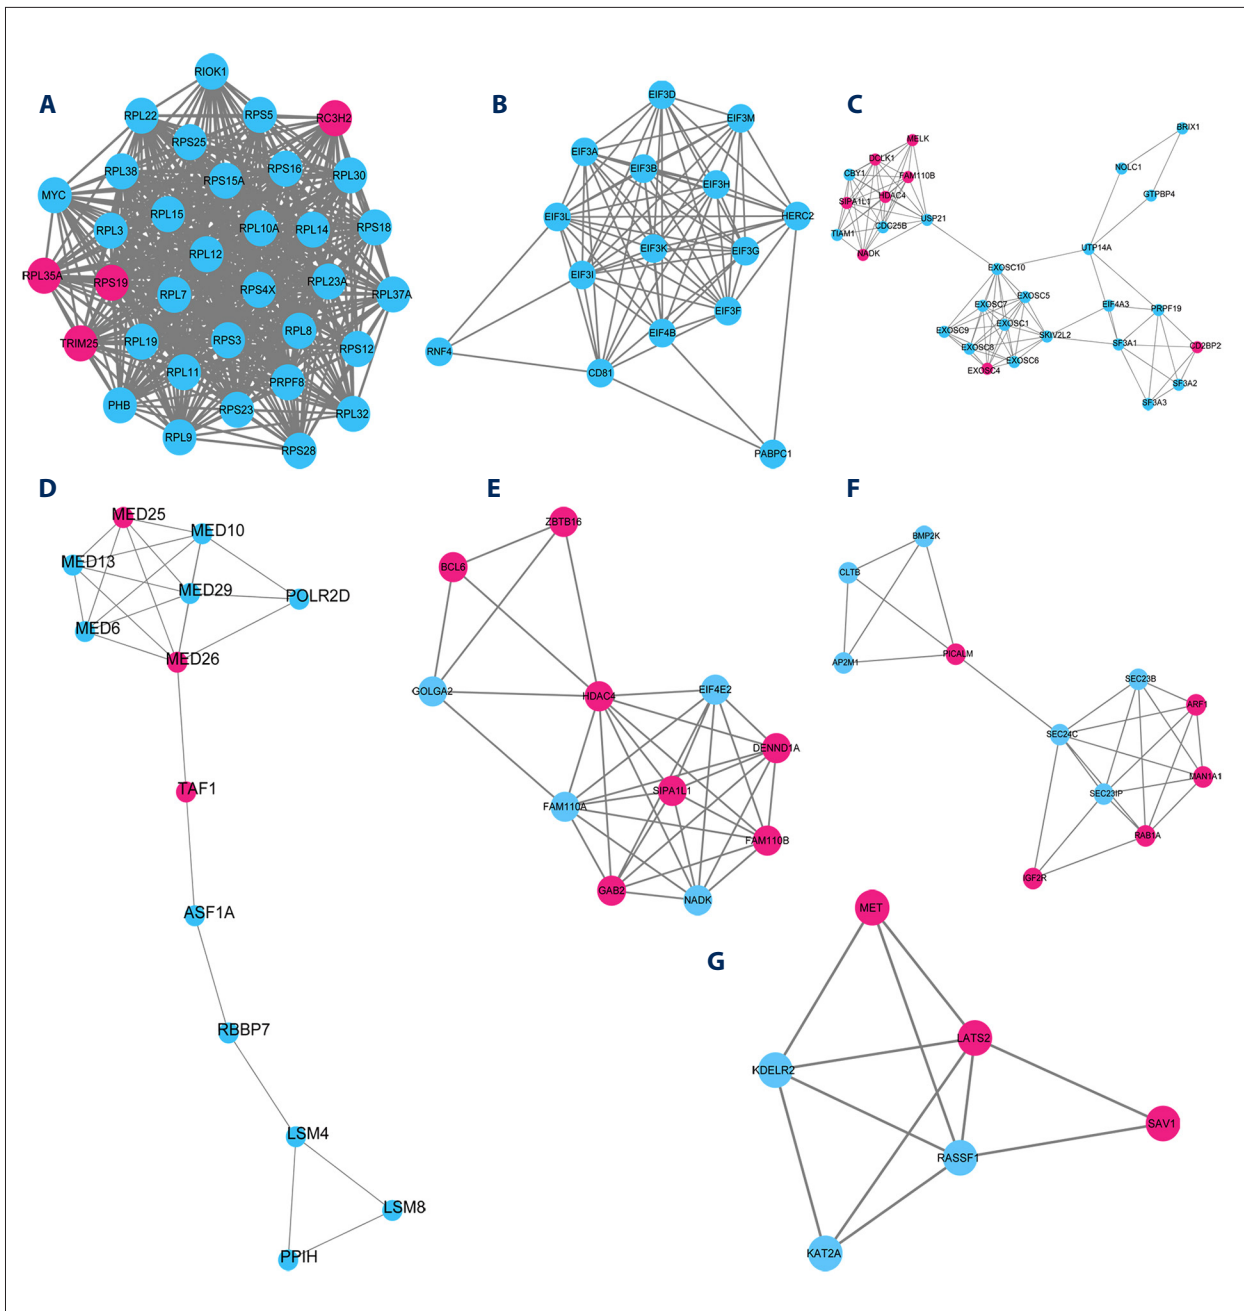 A
RIOK1
RPL22
RPS5
RC3H2
RPS25
RPL38
RPS15A
RPS16
RPL30
MYC
RPL15
RPL3
RPL10A
RPL14
RPS18
RPL12
RPL35A
RPS19
RPL7
RPS4X
RPL23A
RPL37A
TRIM25
RPL19
RPS3
RPL8
RPS12
RPL11
PRPF8
PHB
RPS23
RPL32
RPL9
RPS28
B
EIF3D
EIF3M
EIF3A
EIF3B
EIF3H
EIF3L
HERC2
EIF3K
EIF3G
EIF3I
EIF3F
EIF4B
RNF4
CD81
PABPC1
C
MELK
DCLK1
CBY1
FAM110B
HDAC4
SIPA1L1
USP21
TIAM1
CDC25B
NADK
BRIX1
NOLC1
GTPBP4
UTP14A
EXOSC10
EXOSC5
EXOSC7
EXOSC1
EXOSC9
SKIV2L2
EXOSC8
EXOSC6
EXOSC4
EIF4A3
PRPF19
SF3A1
CD2BP2
SF3A2
SF3A3
D
MED25
MED10
MED13
MED29
POLR2D
MED6
MED26
TAF1
ASF1A
RBBP7
LSM4
LSM8
PPIH
E
ZBTB16
BCL6
GOLGA2
HDAC4
EIF4E2
DENND1A
SIPA1L1
FAM110A
FAM110B
GAB2
NADK
F
BMP2K
CLTB
AP2M1
PICALM
SEC23B
ARF1
SEC24C
MAN1A1
SEC23IP
RAB1A
IGF2R
G
MET
LATS2
KDELR2
SAV1
RASSF1
KAT2A